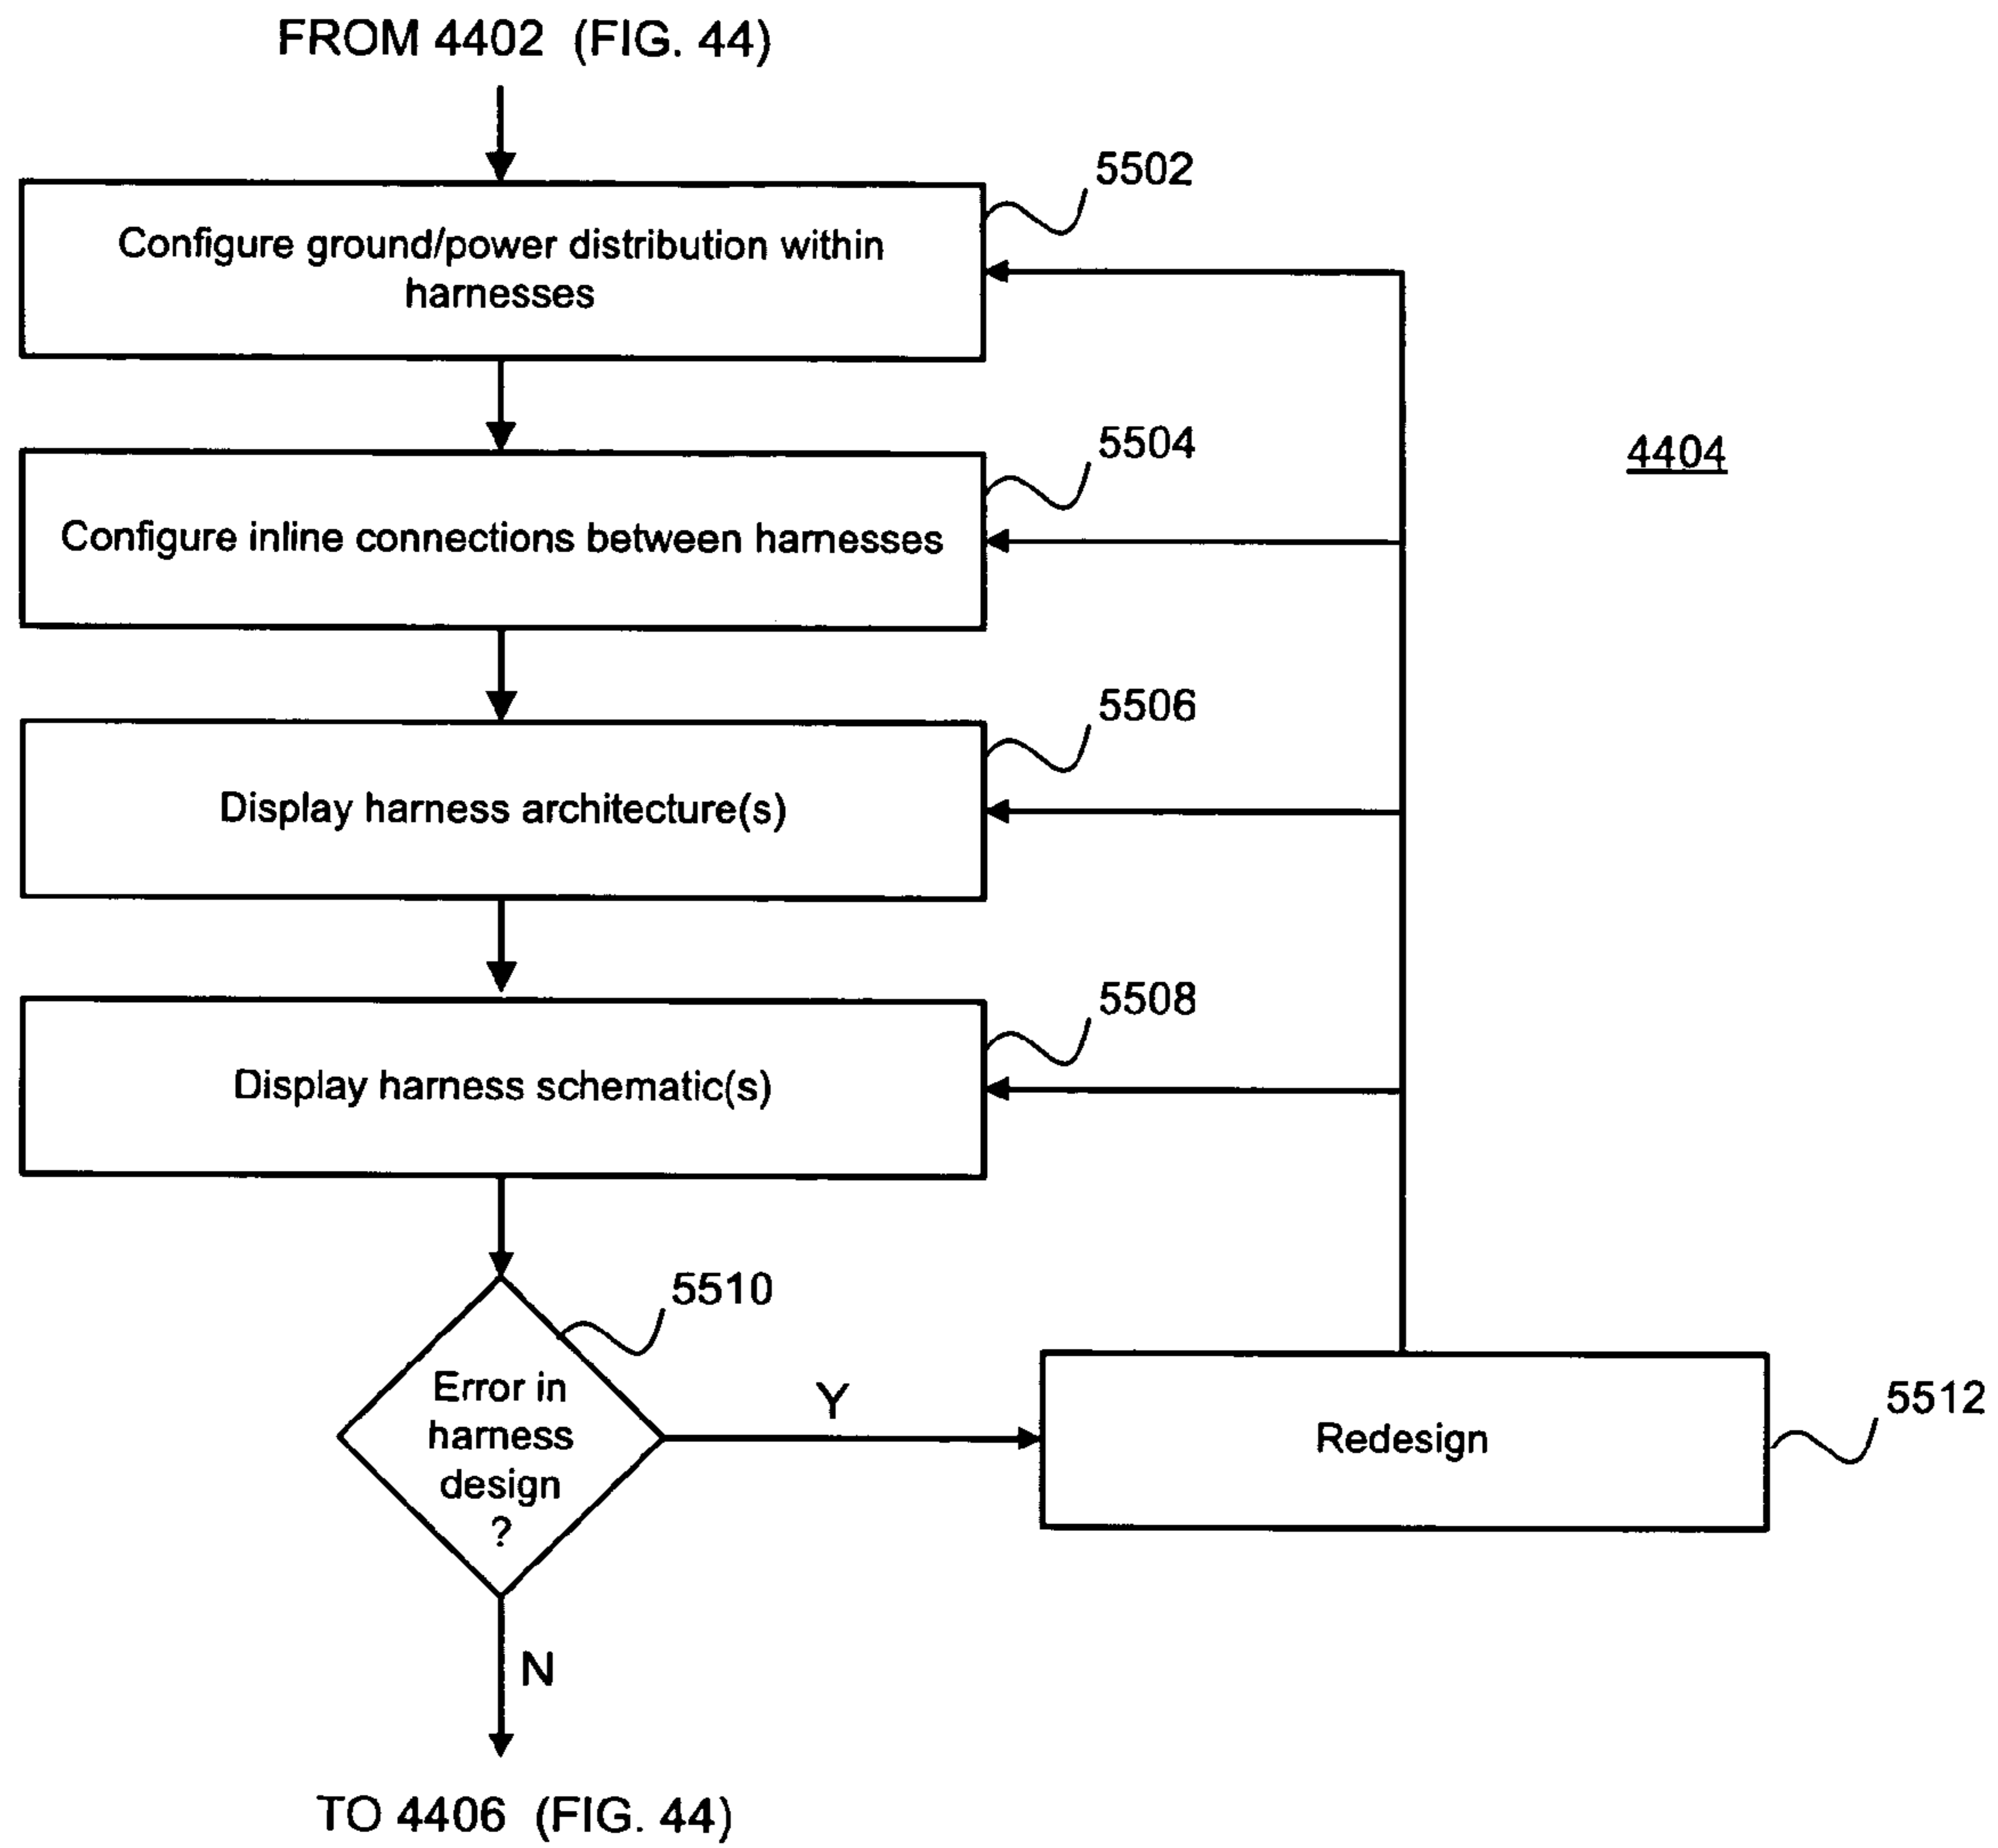 FROM 4402 (FIG. 44)
5502
Configure ground/power distribution within
harnesses
5504
4404
Configure inline connections between harnesses
5506
Display harness architecture(s)
5508
Display harness schematic(s)
5510
Error in
harness
design
?
Y
Redesign
5512
N
TO 4406 (FIG. 44)